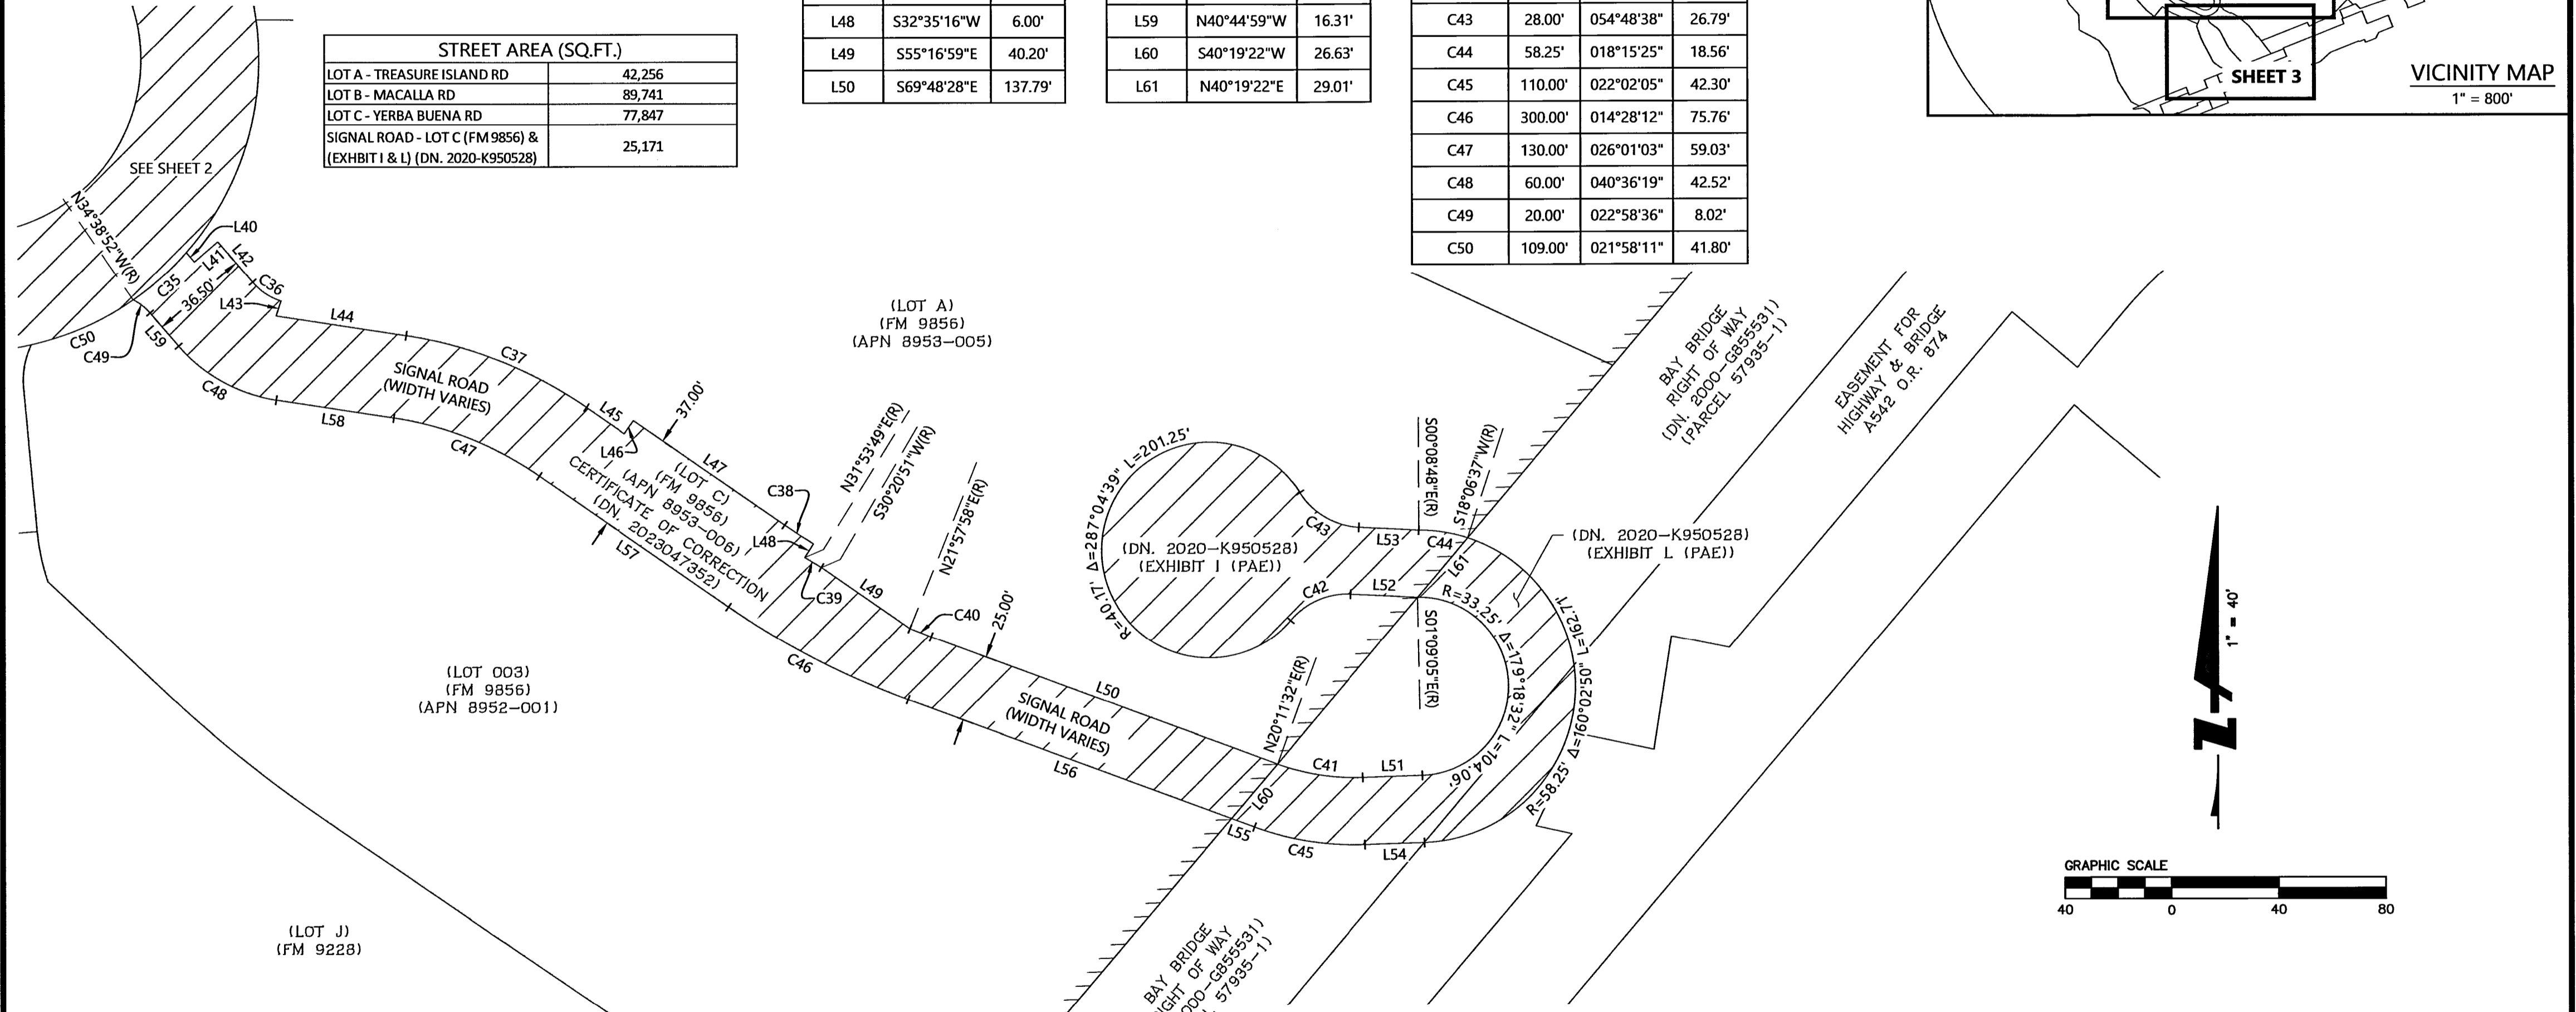 STREET AREA (SQ.FT.)
LOT A - TREASURE ISLAND RD 42,256
LOT B - MACALLA RD 89,741
LOT C - YERBA BUENA RD 77,847
SIGNAL ROAD - LOT C (FM 9856) &
(EXHBIT I & L) (DN. 2020-K950528) 25,171
L48 S32°35'16"W 6.00'
L49 S55°16'59"E 40.20'
L50 S69°48'28"E 137.79'
L59 N40°44'59"W 16.31'
L60 S40°19'22"W 26.63'
L61 N40°19'22"E 29.01'
C43 28.00' 054°48'38" 26.79'
C44 58.25' 018°15'25" 18.56'
C45 110.00' 022°02'05" 42.30'
C46 300.00' 014°28'12" 75.76'
C47 130.00' 026°01'03" 59.03'
C48 60.00' 040°36'19" 42.52'
C49 20.00' 022°58'36" 8.02'
C50 109.00' 021°58'11" 41.80'
SHEET 3
VICINITY MAP
1" = 800'
SEE SHEET 2
N34°38'52"W(R)
L40
L41
L42
C35
36.50'
C36
L43
L44
C50
C49
L59
C48
L58
C37
SIGNAL ROAD
(WIDTH VARIES)
C47
L45
L46
37.00'
L47
(LOT C)
(FM 9856)
(APN 8953-006)
CERTIFICATE OF CORRECTION
(DN. 2023047352)
L57
C38
L48
C39
N31°53'49"E(R)
S30°20'51"W(R)
L49
N21°57'58"E(R)
C40
25.00'
C46
L50
SIGNAL ROAD
(WIDTH VARIES)
L56
(LOT A)
(FM 9856)
(APN 8953-005)
(LOT 003)
(FM 9856)
(APN 8952-001)
(LOT J)
(FM 9228)
R=40.17' Δ=287°04'39" L=201.25'
(DN. 2020-K950528)
(EXHIBIT I (PAE))
C43
L53
C44
C42
L52
L61
S00°08'48"E(R)
S18°06'37"W(R)
S01°09'05"E(R)
N20°11'32"E(R)
R=33.25' Δ=179°18'32" L=104.06'
R=58.25' Δ=160°02'50" L=162.71'
C41
L51
L60
L55
C45
L54
(DN. 2020-K950528)
(EXHIBIT L (PAE))
BAY BRIDGE
RIGHT OF WAY
(DN. 2000-G855531)
(PARCEL 57935-1)
EASEMENT FOR
HIGHWAY & BRIDGE
A542 O.R. 874
BAY BRIDGE
IGHT OF WAY
000-G855531)
57935-1)
1" = 40'
GRAPHIC SCALE
40 0 40 80